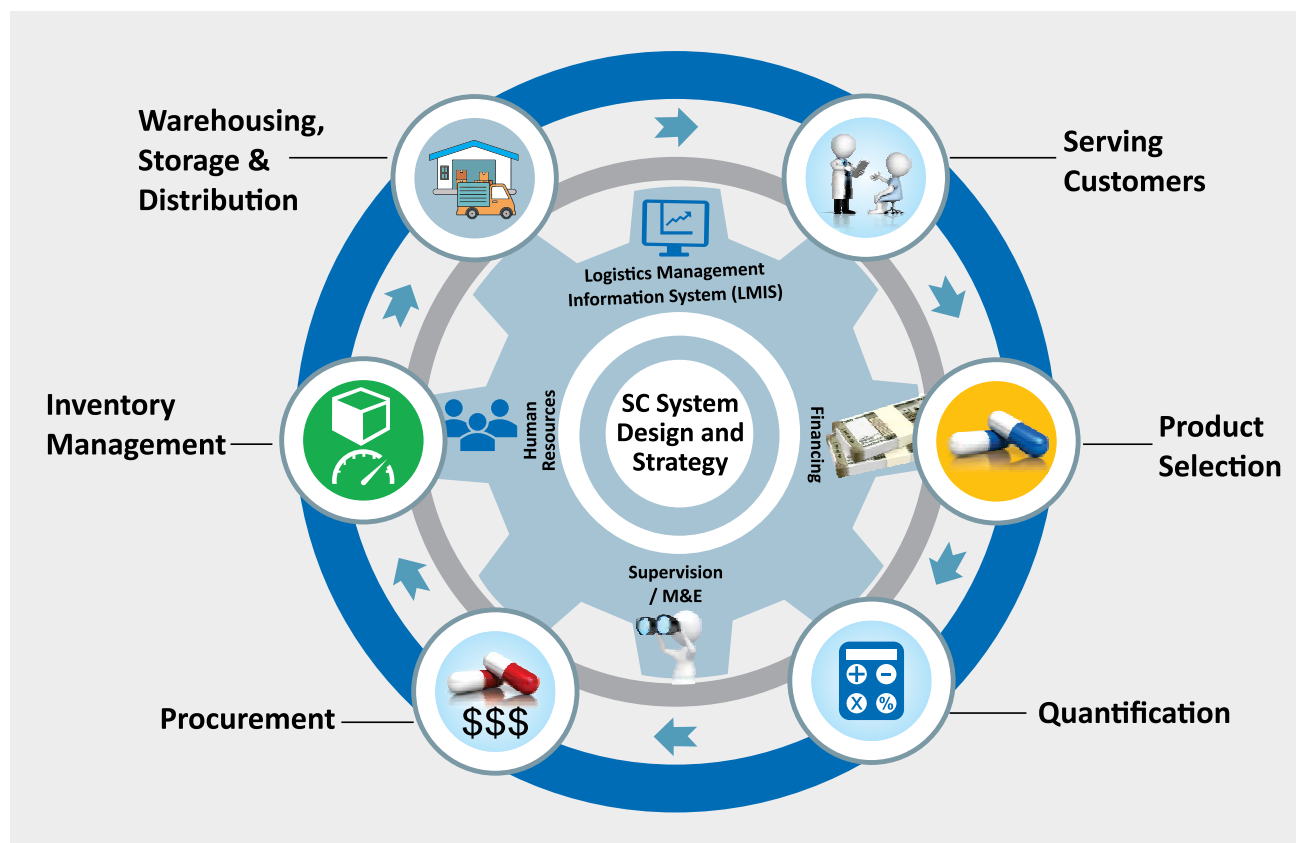 Warehousing,
Storage &
Distribution
Serving
Customers
Logistics Management
Information System (LMIS)
Inventory
Management
Human
Resources
SC System
Design and
Strategy
Financing
Product
Selection
Supervision
/ M&E
Procurement
$$$
+ -
X %
Quantification